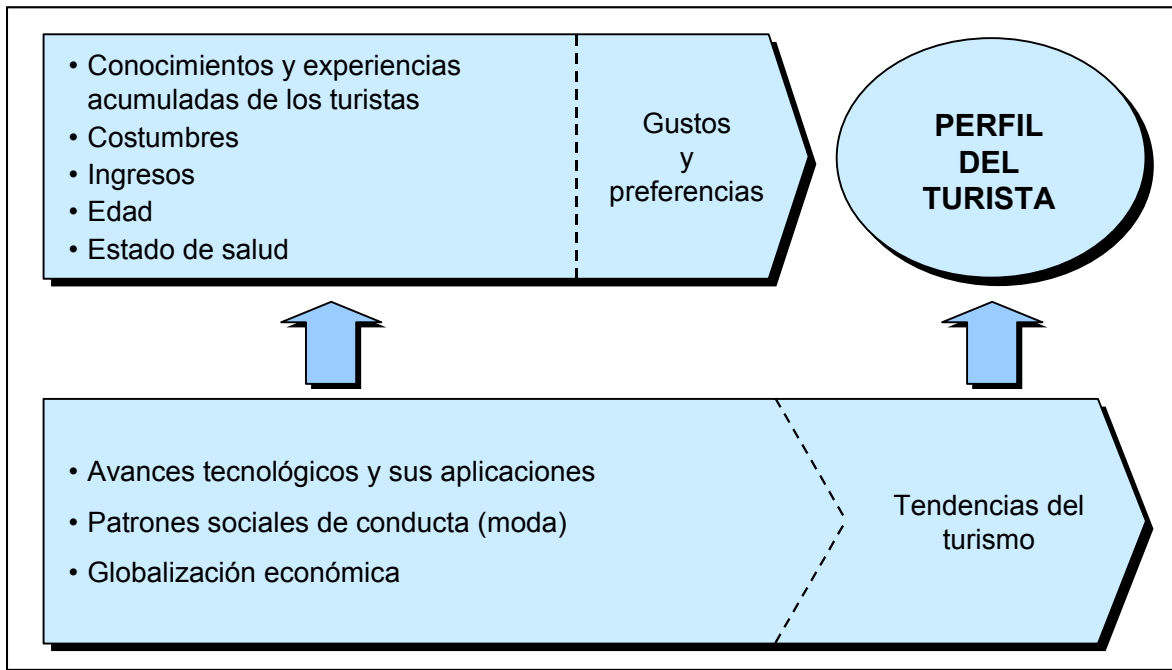 • Conocimientos y experiencias
acumuladas de los turistas
• Costumbres
• Ingresos
• Edad
• Estado de salud
Gustos
y
preferencias
PERFIL
DEL
TURISTA
• Avances tecnológicos y sus aplicaciones
• Patrones sociales de conducta (moda)
• Globalización económica
Tendencias del
turismo